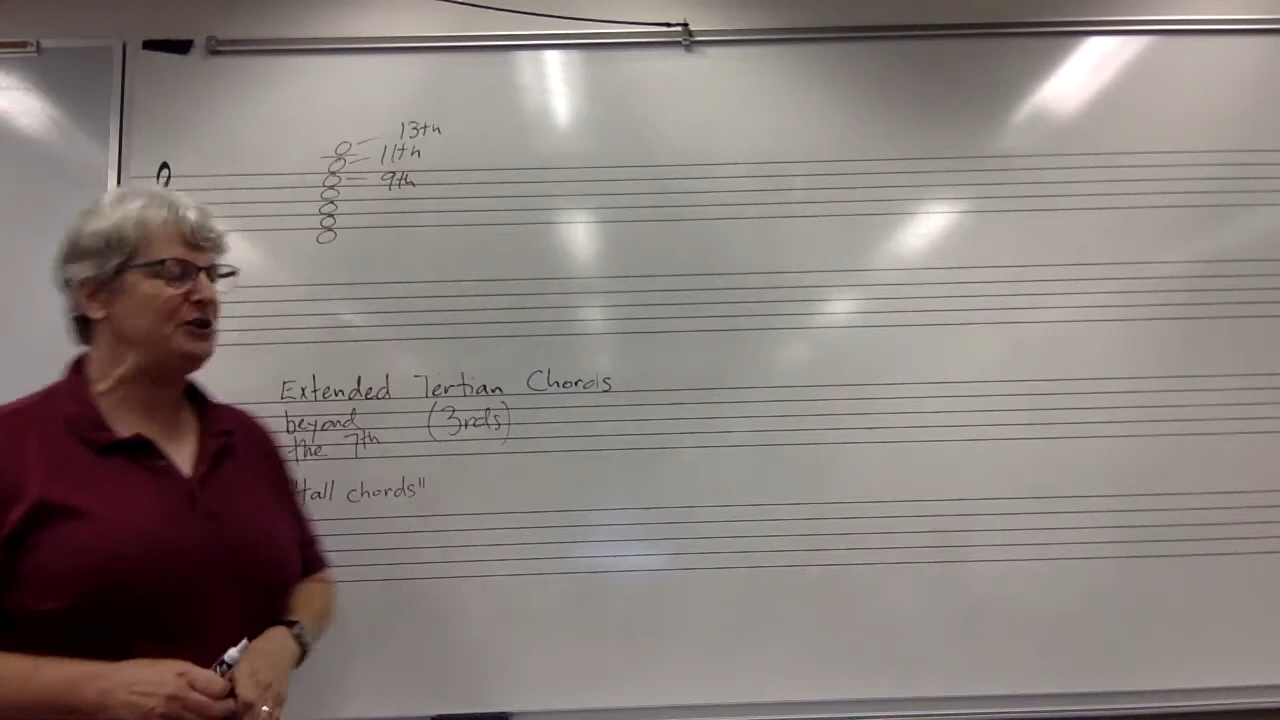 13th
11th
9th
Extended Tertian Chords
beyond (3rds)
the 7th
"tall chords"